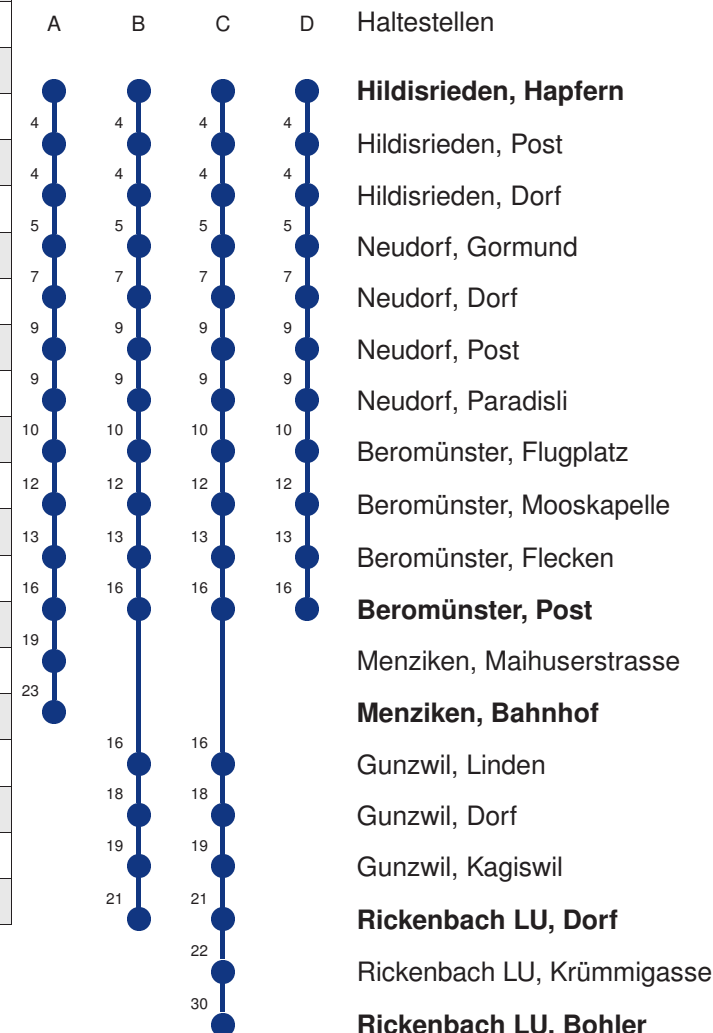 A B C D Haltestellen
Hildisrieden, Hapfern
4 4 4 4 Hildisrieden, Post
4 4 4 4 Hildisrieden, Dorf
5 5 5 5 Neudorf, Gormund
7 7 7 7 Neudorf, Dorf
9 9 9 9 Neudorf, Post
9 9 9 9 Neudorf, Paradisli
10 10 10 10 Beromünster, Flugplatz
12 12 12 12 Beromünster, Mooskapelle
13 13 13 13 Beromünster, Flecken
16 16 16 16 Beromünster, Post
19 Menziken, Maihuserstrasse
23 Menziken, Bahnhof
16 16 Gunzwil, Linden
18 18 Gunzwil, Dorf
19 19 Gunzwil, Kagiswil
21 21 Rickenbach LU, Dorf
22 Rickenbach LU, Krümmigasse
30 Rickenbach LU, Bohler